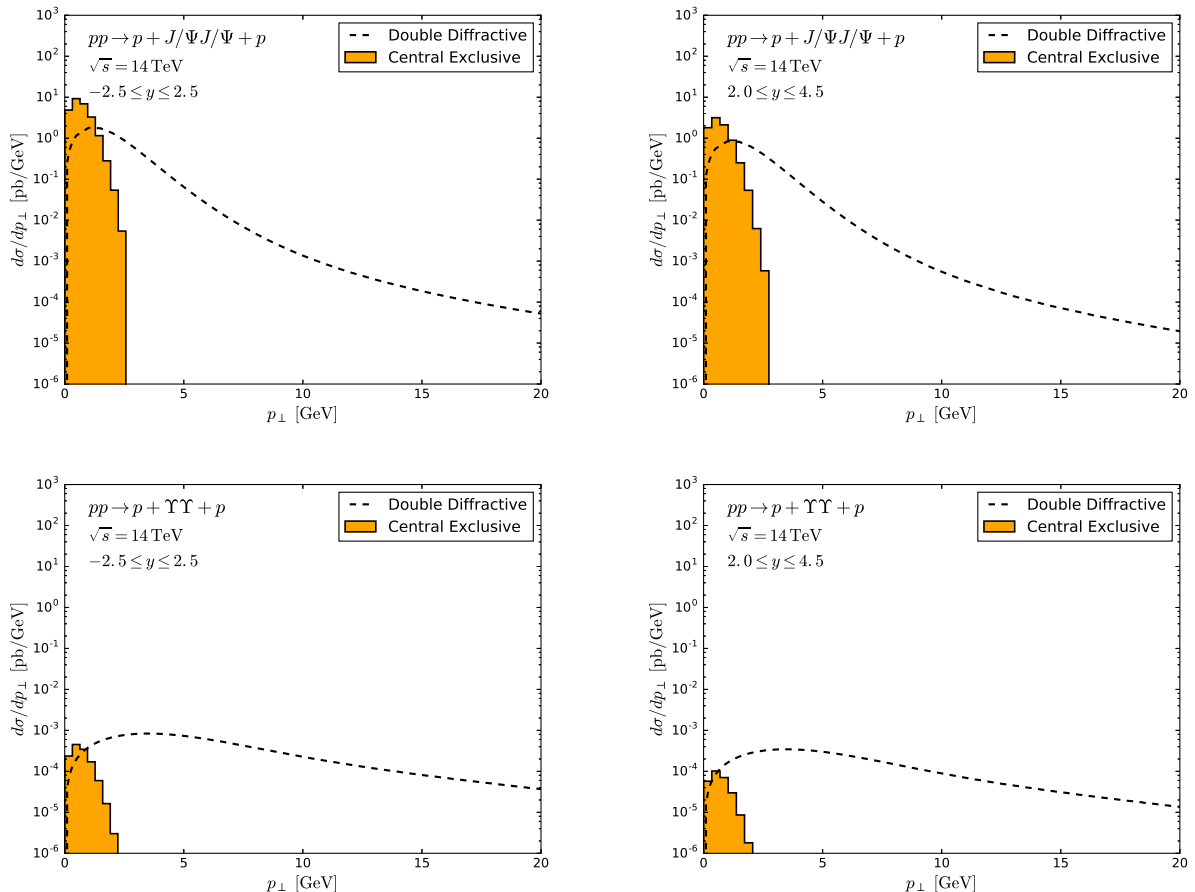 pp → p + J/ΨJ/Ψ + p
√s = 14 TeV
−2.5 ≤ y ≤ 2.5
Double Diffractive
Central Exclusive
10^3
10^2
10^1
10^0
10^-1
10^-2
10^-3
10^-4
10^-5
10^-6
dσ/dp⊥ [pb/GeV]
0 5 10 15 20
p⊥ [GeV]
pp → p + J/ΨJ/Ψ + p
√s = 14 TeV
2.0 ≤ y ≤ 4.5
Double Diffractive
Central Exclusive
10^3
10^2
10^1
10^0
10^-1
10^-2
10^-3
10^-4
10^-5
10^-6
dσ/dp⊥ [pb/GeV]
0 5 10 15 20
p⊥ [GeV]
pp → p + ΥΥ + p
√s = 14 TeV
−2.5 ≤ y ≤ 2.5
Double Diffractive
Central Exclusive
10^3
10^2
10^1
10^0
10^-1
10^-2
10^-3
10^-4
10^-5
10^-6
dσ/dp⊥ [pb/GeV]
0 5 10 15 20
p⊥ [GeV]
pp → p + ΥΥ + p
√s = 14 TeV
2.0 ≤ y ≤ 4.5
Double Diffractive
Central Exclusive
10^3
10^2
10^1
10^0
10^-1
10^-2
10^-3
10^-4
10^-5
10^-6
dσ/dp⊥ [pb/GeV]
0 5 10 15 20
p⊥ [GeV]